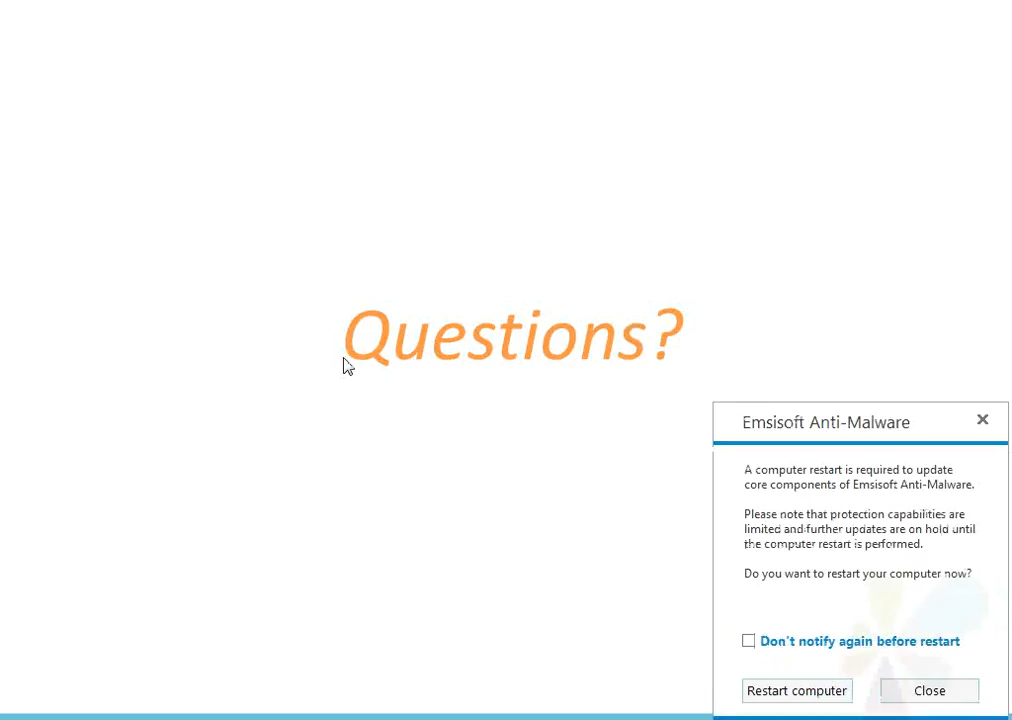 Questions?
Emsisoft Anti-Malware
A computer restart is required to update
core components of Emsisoft Anti-Malware.
Please note that protection capabilities are
limited and further updates are on hold until
the computer restart is performed.
Do you want to restart your computer now?
Don't notify again before restart
Restart computer
Close